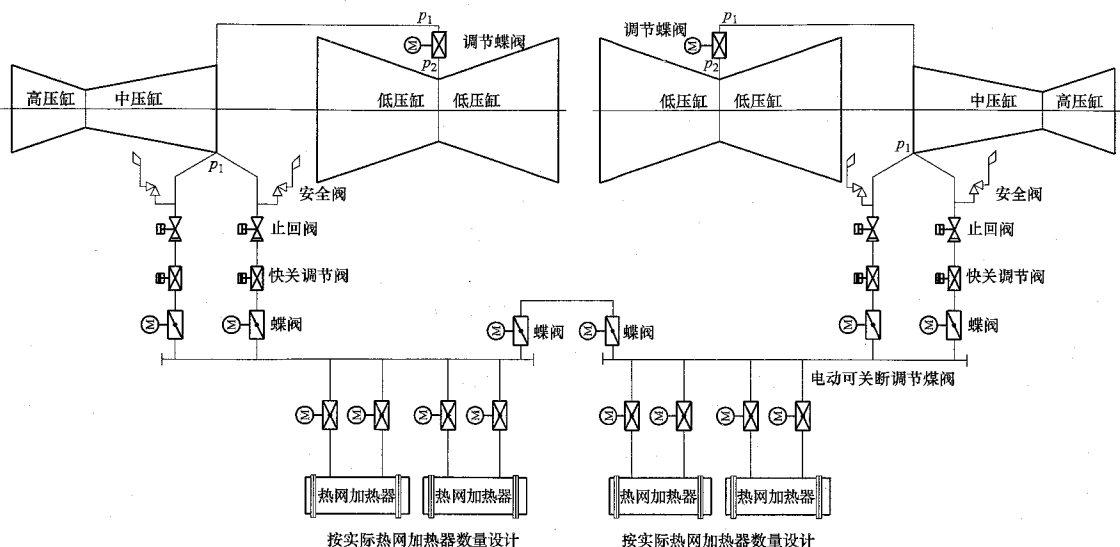 p1 p1
调节蝶阀 调节蝶阀
M M
p2 p2
高压缸 中压缸 低压缸 低压缸 低压缸 低压缸 中压缸 高压缸
p1 p1
安全阀 安全阀
止回阀 止回阀
快关调节阀 快关调节阀
M M 蝶阀 M 蝶阀 M 蝶阀 M M 蝶阀
电动可关断调节煤阀
M M M M M M M M
热网加热器 热网加热器 热网加热器 热网加热器
按实际热网加热器数量设计 按实际热网加热器数量设计